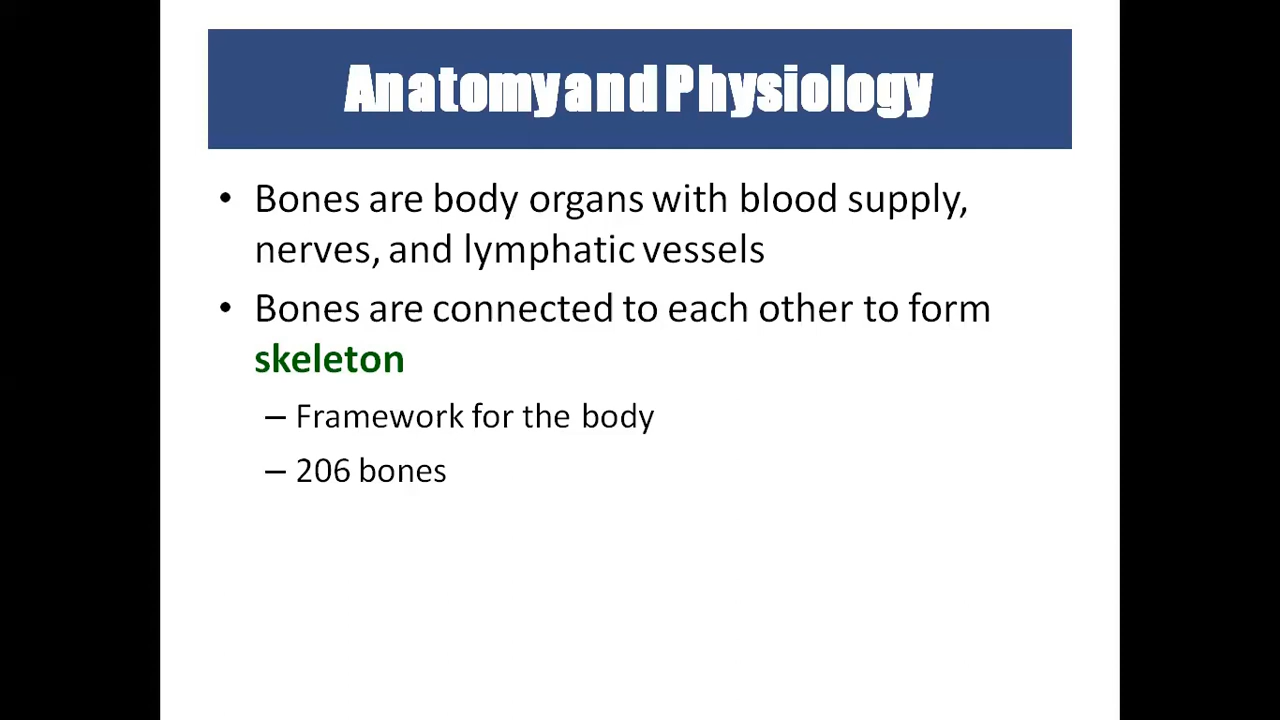 Anatomy and Physiology
• Bones are body organs with blood supply,
nerves, and lymphatic vessels
• Bones are connected to each other to form
skeleton
– Framework for the body
– 206 bones